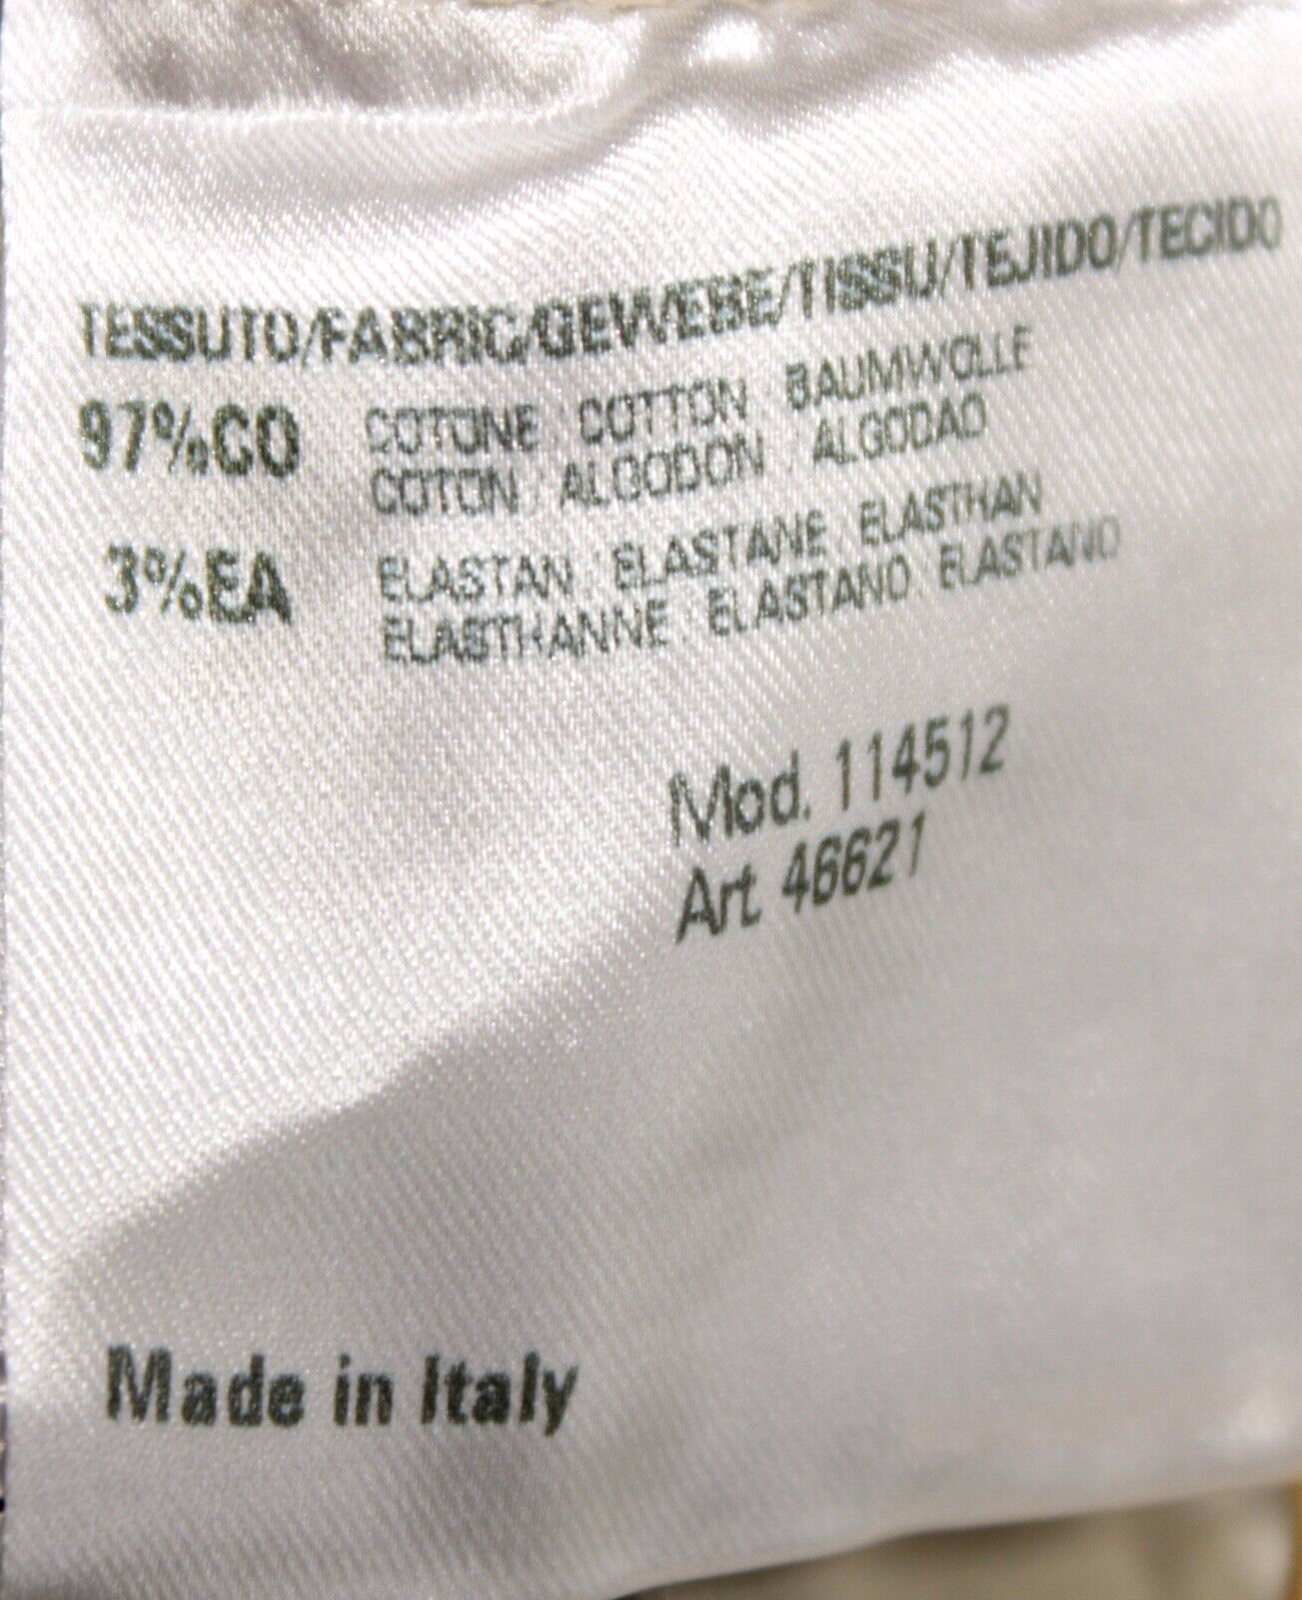 TESSUTO/FABRIC/GEWEBE/TISSU/TEJIDO/TECIDO
97%CO COTONE COTTON BAUMWOLLE
COTON ALGODON ALGODAO
3%EA ELASTAN ELASTANE ELASTHAN
ELASTHANNE ELASTANO ELASTANO
Mod. 114512
Art. 46621
Made in Italy